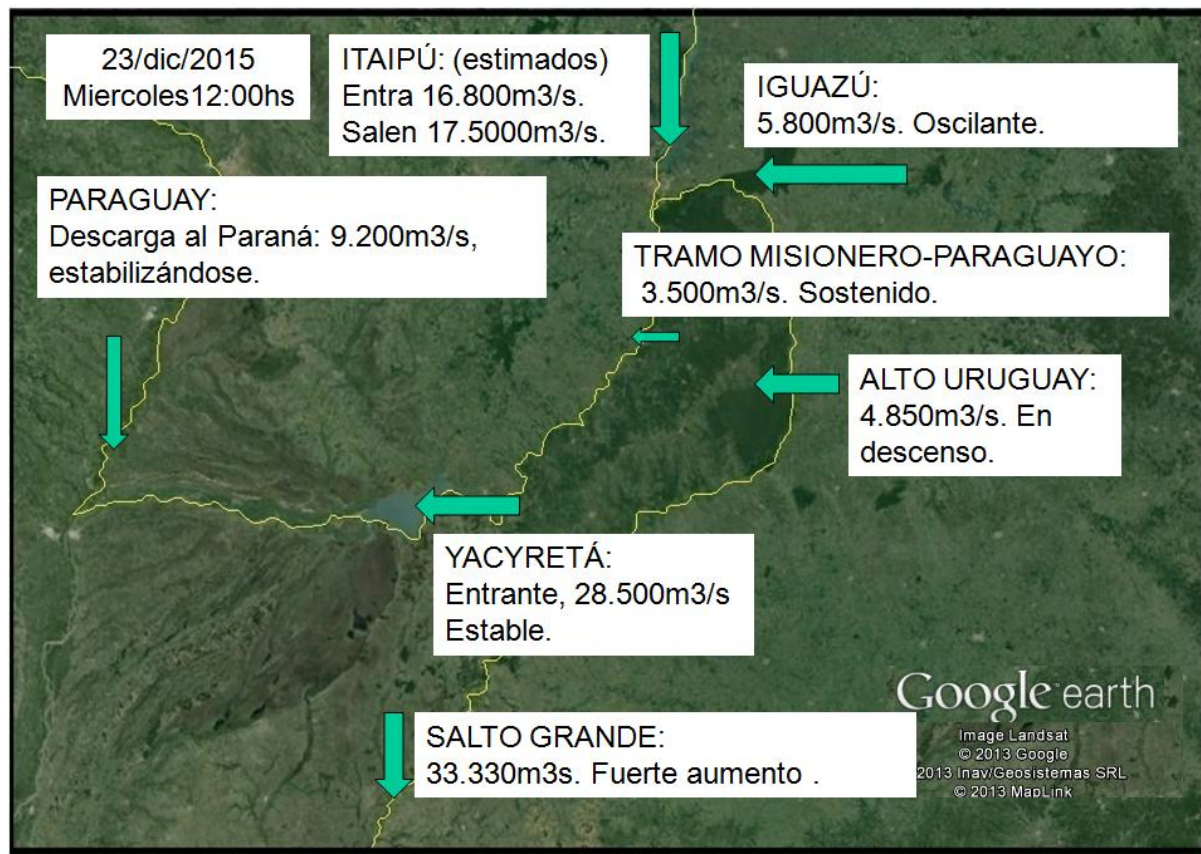 23/dic/2015
Miercoles12:00hs
ITAIPÚ: (estimados)
Entra 16.800m3/s.
Salen 17.5000m3/s.
IGUAZÚ:
5.800m3/s. Oscilante.
PARAGUAY:
Descarga al Paraná: 9.200m3/s,
estabilizándose.
TRAMO MISIONERO-PARAGUAYO:
3.500m3/s. Sostenido.
ALTO URUGUAY:
4.850m3/s. En
descenso.
YACYRETÁ:
Entrante, 28.500m3/s
Estable.
SALTO GRANDE:
33.330m3s. Fuerte aumento .
Google earth
Image Landsat
© 2013 Google
2013 Inav/Geosistemas SRL
© 2013 MapLink